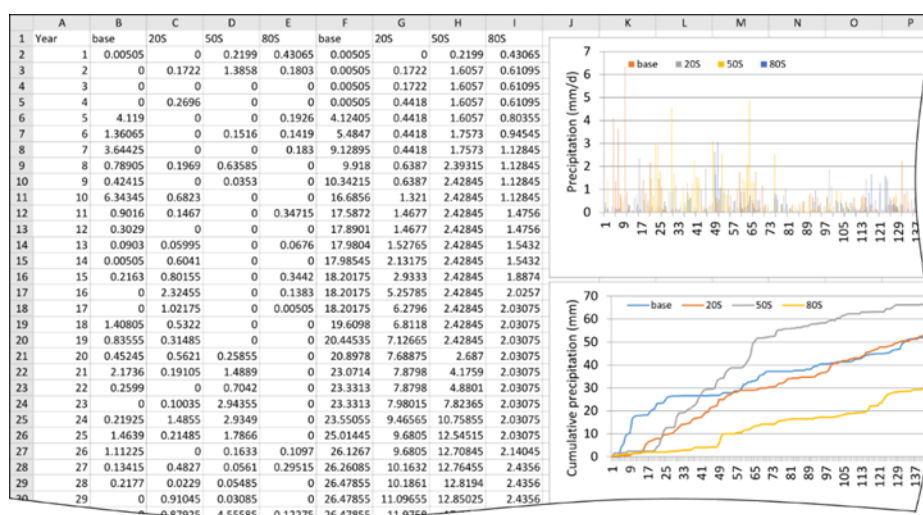 A B C D E F G H I J K L M N O P
1 Year base 20S 50S 80S base 20S 50S 80S
2 1 0.00505 0 0.2199 0.43065 0.00505 0 0.2199 0.43065
3 2 0 0.1722 1.3858 0.1803 0.00505 0.1722 1.6057 0.61095
4 3 0 0 0 0 0.00505 0.1722 1.6057 0.61095
5 4 0 0.2696 0 0 0.00505 0.4418 1.6057 0.61095
6 5 4.119 0 0 0.1926 4.12405 0.4418 1.6057 0.80355
7 6 1.36065 0 0.1516 0.1419 5.4847 0.4418 1.7573 0.94545
8 7 3.64425 0 0 0.183 9.12895 0.4418 1.7573 1.12845
9 8 0.78905 0.1969 0.63585 0 9.918 0.6387 2.39315 1.12845
10 9 0.42415 0 0.0353 0 10.34215 0.6387 2.42845 1.12845
11 10 6.34345 0.6823 0 0 16.6856 1.321 2.42845 1.12845
12 11 0.9016 0.1467 0 0.34715 17.5872 1.4677 2.42845 1.4756
13 12 0.3029 0 0 0 17.8901 1.4677 2.42845 1.4756
14 13 0.0903 0.05995 0 0.0676 17.9804 1.52765 2.42845 1.5432
15 14 0.00505 0.6041 0 0 17.98545 2.13175 2.42845 1.5432
16 15 0.2163 0.80155 0 0.3442 18.20175 2.9333 2.42845 1.8874
17 16 0 2.32455 0 0.1383 18.20175 5.25785 2.42845 2.0257
18 17 0 1.02175 0 0.00505 18.20175 6.2796 2.42845 2.03075
19 18 1.40805 0.5322 0 0 19.6098 6.8118 2.42845 2.03075
20 19 0.83555 0.31485 0 0 20.44535 7.12665 2.42845 2.03075
21 20 0.45245 0.5621 0.25855 0 20.8978 7.68875 2.687 2.03075
22 21 2.1736 0.19105 1.4889 0 23.0714 7.8798 4.1759 2.03075
23 22 0.2599 0 0.7042 0 23.3313 7.8798 4.8801 2.03075
24 23 0 0.10035 2.94355 0 23.3313 7.98015 7.82365 2.03075
25 24 0.21925 1.4855 2.9349 0 23.55055 9.46565 10.75855 2.03075
26 25 1.4639 0.21485 1.7866 0 25.01445 9.6805 12.54515 2.03075
27 26 1.11225 0 0.1633 0.1097 26.1267 9.6805 12.70845 2.14045
28 27 0.13415 0.4827 0.0561 0.29515 26.26085 10.1632 12.76455 2.4356
29 28 0.2177 0.0229 0.05485 0 26.47855 10.1861 12.8194 2.4356
29 0 0.91045 0.03085 0 26.47855 11.09655 12.85025 2.4356
Precipitation (mm/d)
7
6
5
4
3
2
1
0
base 20S 50S 80S
1 9 17 25 33 41 49 57 65 73 81 89 97 105 113 121 129 137
Cumulative precipitation (mm)
70
60
50
40
30
20
10
0
base 20S 50S 80S
1 9 17 25 33 41 49 57 65 73 81 89 97 105 113 121 129 137